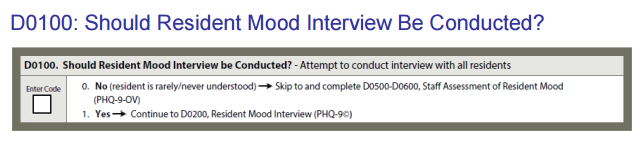 D0100: Should Resident Mood Interview Be Conducted?
D0100. Should Resident Mood Interview be Conducted? - Attempt to conduct interview with all residents
Enter Code
0. No (resident is rarely/never understood) → Skip to and complete D0500-D0600, Staff Assessment of Resident Mood
(PHQ-9-OV)
1. Yes → Continue to D0200, Resident Mood Interview (PHQ-9©)